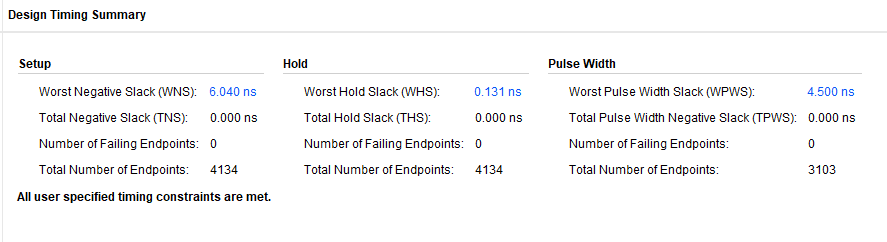 Design Timing Summary
Setup Hold Pulse Width
Worst Negative Slack (WNS): 6.040 ns Worst Hold Slack (WHS): 0.131 ns Worst Pulse Width Slack (WPWS): 4.500 ns
Total Negative Slack (TNS): 0.000 ns Total Hold Slack (THS): 0.000 ns Total Pulse Width Negative Slack (TPWS): 0.000 ns
Number of Failing Endpoints: 0 Number of Failing Endpoints: 0 Number of Failing Endpoints: 0
Total Number of Endpoints: 4134 Total Number of Endpoints: 4134 Total Number of Endpoints: 3103
All user specified timing constraints are met.